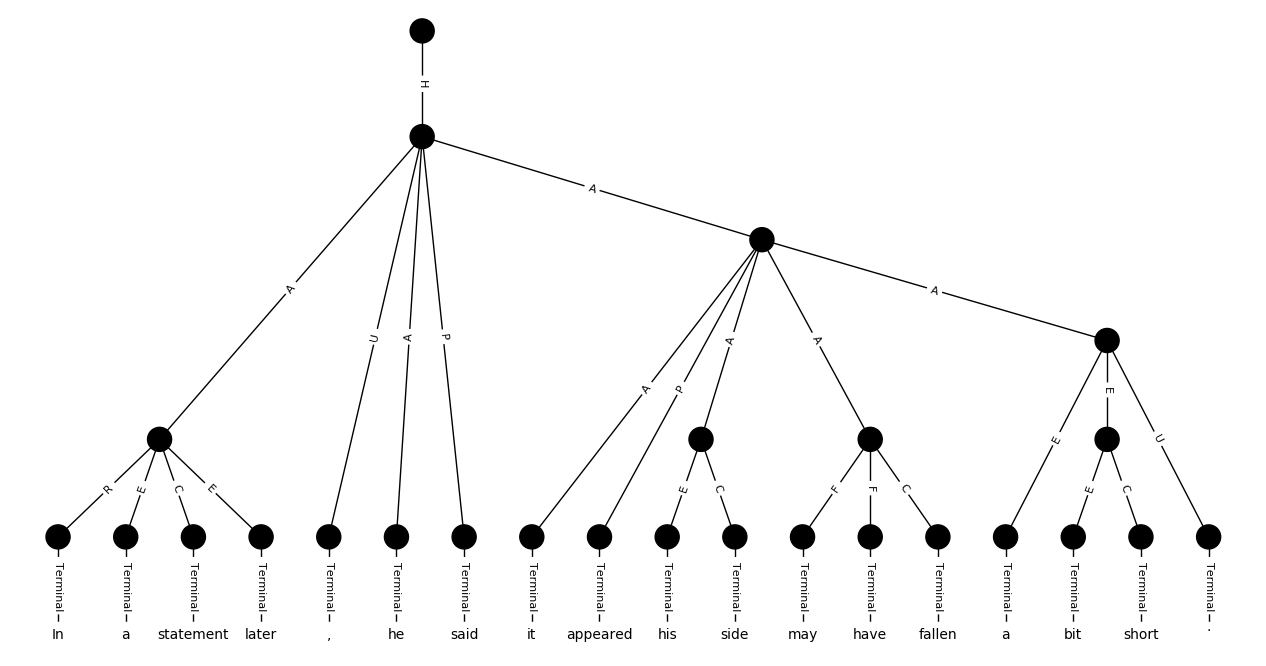 H
A
A
A
U
A
P
A
P
A
A
E
E
U
R
E
C
E
E
C
F
F
C
E
C
Terminal Terminal Terminal Terminal Terminal Terminal Terminal Terminal Terminal Terminal Terminal Terminal Terminal Terminal Terminal Terminal Terminal Terminal
In a statement later , he said it appeared his side may have fallen a bit short .